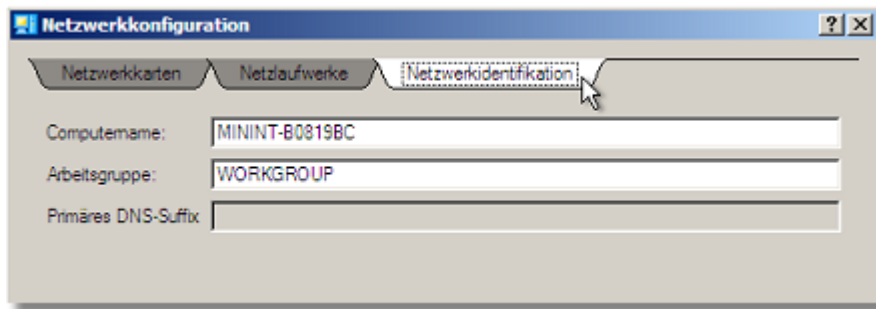 Netzwerkkonfiguration
Netzwerkkarten Netzlaufwerke Netzwerkidentifikation
Computername: MININT-B0819BC
Arbeitsgruppe: WORKGROUP
Primäres DNS-Suffix